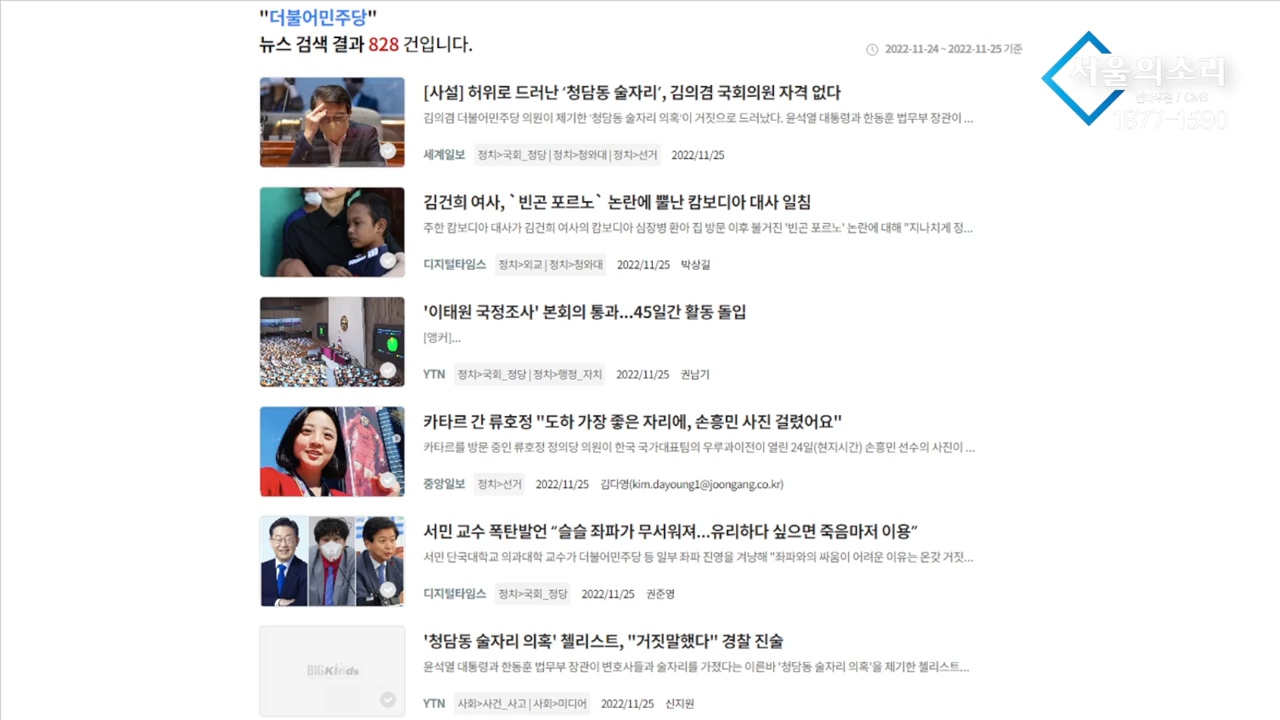 "더불어민주당"
뉴스 검색 결과 828 건입니다.
2022-11-24 ~ 2022-11-25 기준
서울의소리
1877-1580
[사설] 허위로 드러난 '청담동 술자리', 김의겸 국회의원 자격 없다
김의겸 더불어민주당 의원이 제기한 '청담동 술자리 의혹'이 거짓으로 드러났다. 윤석열 대통령과 한동훈 법무부 장관이 ...
세계일보 정치>국회_정당 | 정치>청와대 | 정치>선거 2022/11/25
김건희 여사, `빈곤 포르노` 논란에 뿔난 캄보디아 대사 일침
주한 캄보디아 대사가 김건희 여사의 캄보디아 심장병 환아 집 방문 이후 불거진 '빈곤 포르노' 논란에 대해 "지나치게 정...
디지털타임스 정치>외교 | 정치>청와대 2022/11/25 박상길
'이태원 국정조사' 본회의 통과...45일간 활동 돌입
[앵커]...
YTN 정치>국회_정당 | 정치>행정_자치 2022/11/25 권남기
카타르 간 류호정 "도하 가장 좋은 자리에, 손흥민 사진 걸렸어요"
카타르를 방문 중인 류호정 정의당 의원이 한국 국가대표팀의 우루과이전이 열린 24일(현지시간) 손흥민 선수의 사진이 ...
중앙일보 정치>선거 2022/11/25 김다영(kim.dayoung1@joongang.co.kr)
서민 교수 폭탄발언 “슬슬 좌파가 무서워져...유리하다 싶으면 죽음마저 이용”
서민 단국대학교 의과대학 교수가 더불어민주당 등 일부 좌파 진영을 겨냥해 "좌파와의 싸움이 어려운 이유는 온갖 거짓...
디지털타임스 정치>국회_정당 2022/11/25 권준영
'청담동 술자리 의혹' 첼리스트, "거짓말했다" 경찰 진술
윤석열 대통령과 한동훈 법무부 장관이 변호사들과 술자리를 가졌다는 이른바 '청담동 술자리 의혹'을 제기한 첼리스트...
BIGKinds
YTN 사회>사건_사고 | 사회>미디어 2022/11/25 신지원